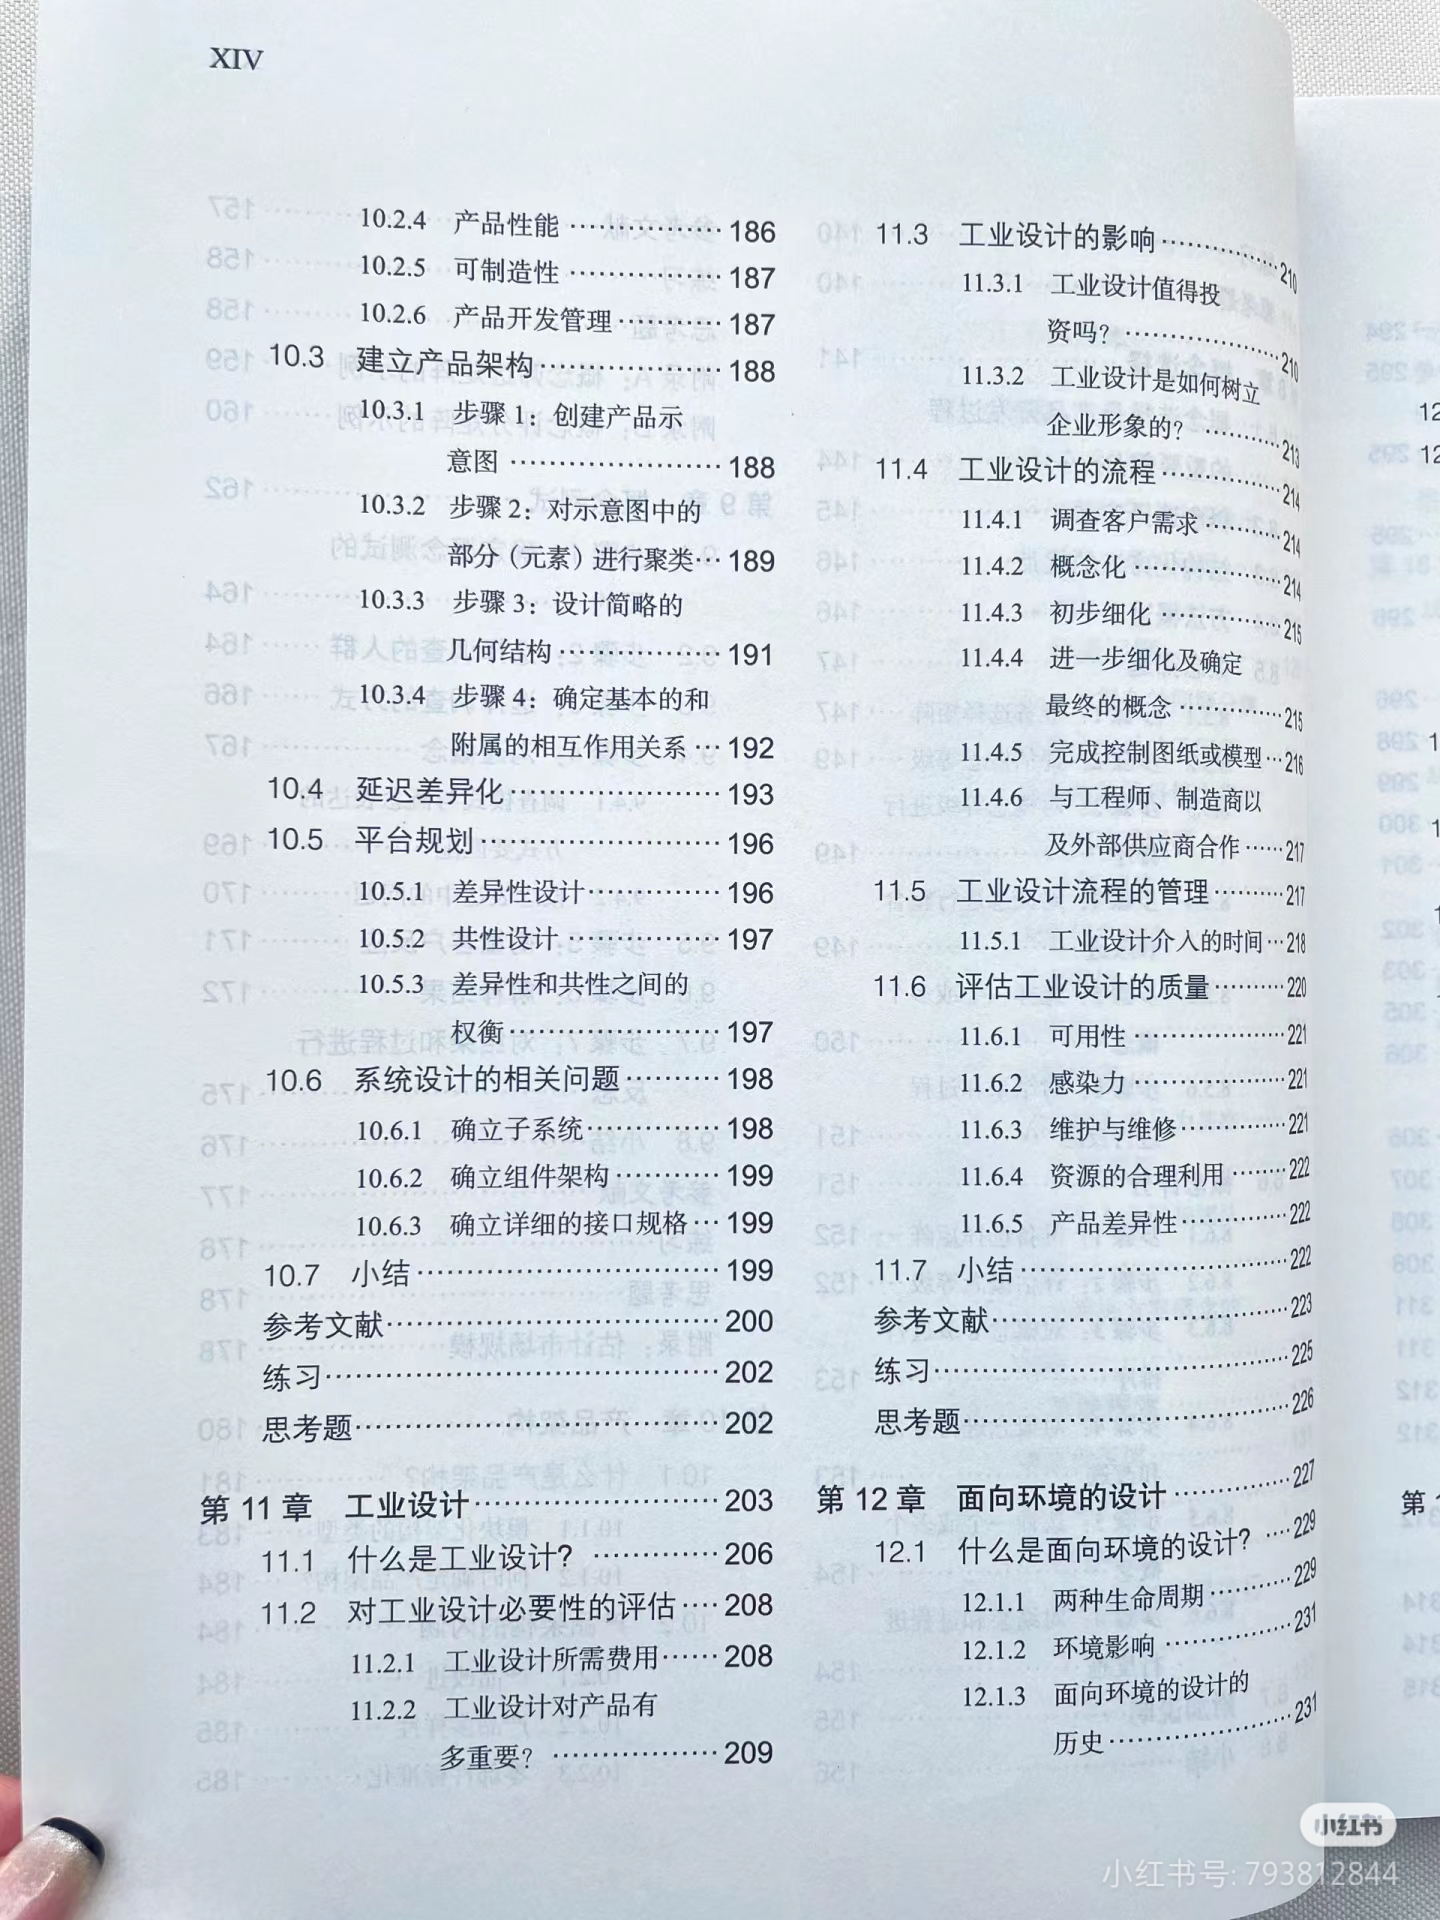 XIV
10.2.4 产品性能 ……………… 186
10.2.5 可制造性 ……………… 187
10.2.6 产品开发管理 ………… 187
10.3 建立产品架构 ………………… 188
10.3.1 步骤 1：创建产品示
意图 …………………… 188
10.3.2 步骤 2：对示意图中的
部分（元素）进行聚类… 189
10.3.3 步骤 3：设计简略的
几何结构 ……………… 191
10.3.4 步骤 4：确定基本的和
附属的相互作用关系 … 192
10.4 延迟差异化 …………………… 193
10.5 平台规划 ……………………… 196
10.5.1 差异性设计 …………… 196
10.5.2 共性设计 ……………… 197
10.5.3 差异性和共性之间的
权衡 …………………… 197
10.6 系统设计的相关问题 ………… 198
10.6.1 确立子系统 …………… 198
10.6.2 确立组件架构 ………… 199
10.6.3 确立详细的接口规格 … 199
10.7 小结 …………………………… 199
参考文献 …………………………… 200
练习 ………………………………… 202
思考题 ……………………………… 202
第 11 章 工业设计 ……………………… 203
11.1 什么是工业设计？ …………… 206
11.2 对工业设计必要性的评估 …… 208
11.2.1 工业设计所需费用 …… 208
11.2.2 工业设计对产品有
多重要？ ……………… 209
11.3 工业设计的影响 ……………… 210
11.3.1 工业设计值得投
资吗？ ………………… 210
11.3.2 工业设计是如何树立
企业形象的？ ………… 213
11.4 工业设计的流程 ……………… 214
11.4.1 调查客户需求 ………… 214
11.4.2 概念化 ………………… 214
11.4.3 初步细化 ……………… 215
11.4.4 进一步细化及确定
最终的概念 …………… 215
11.4.5 完成控制图纸或模型 … 216
11.4.6 与工程师、制造商以
及外部供应商合作 …… 217
11.5 工业设计流程的管理 ………… 217
11.5.1 工业设计介入的时间 … 218
11.6 评估工业设计的质量 ………… 220
11.6.1 可用性 ………………… 221
11.6.2 感染力 ………………… 221
11.6.3 维护与维修 …………… 221
11.6.4 资源的合理利用 ……… 222
11.6.5 产品差异性 …………… 222
11.7 小结 …………………………… 222
参考文献 …………………………… 223
练习 ………………………………… 225
思考题 ……………………………… 226
第 12 章 面向环境的设计 ……………… 227
12.1 什么是面向环境的设计？ …… 229
12.1.1 两种生命周期 ………… 229
12.1.2 环境影响 ……………… 231
12.1.3 面向环境的设计的
历史 …………………… 231
小红书
小红书号: 793812844